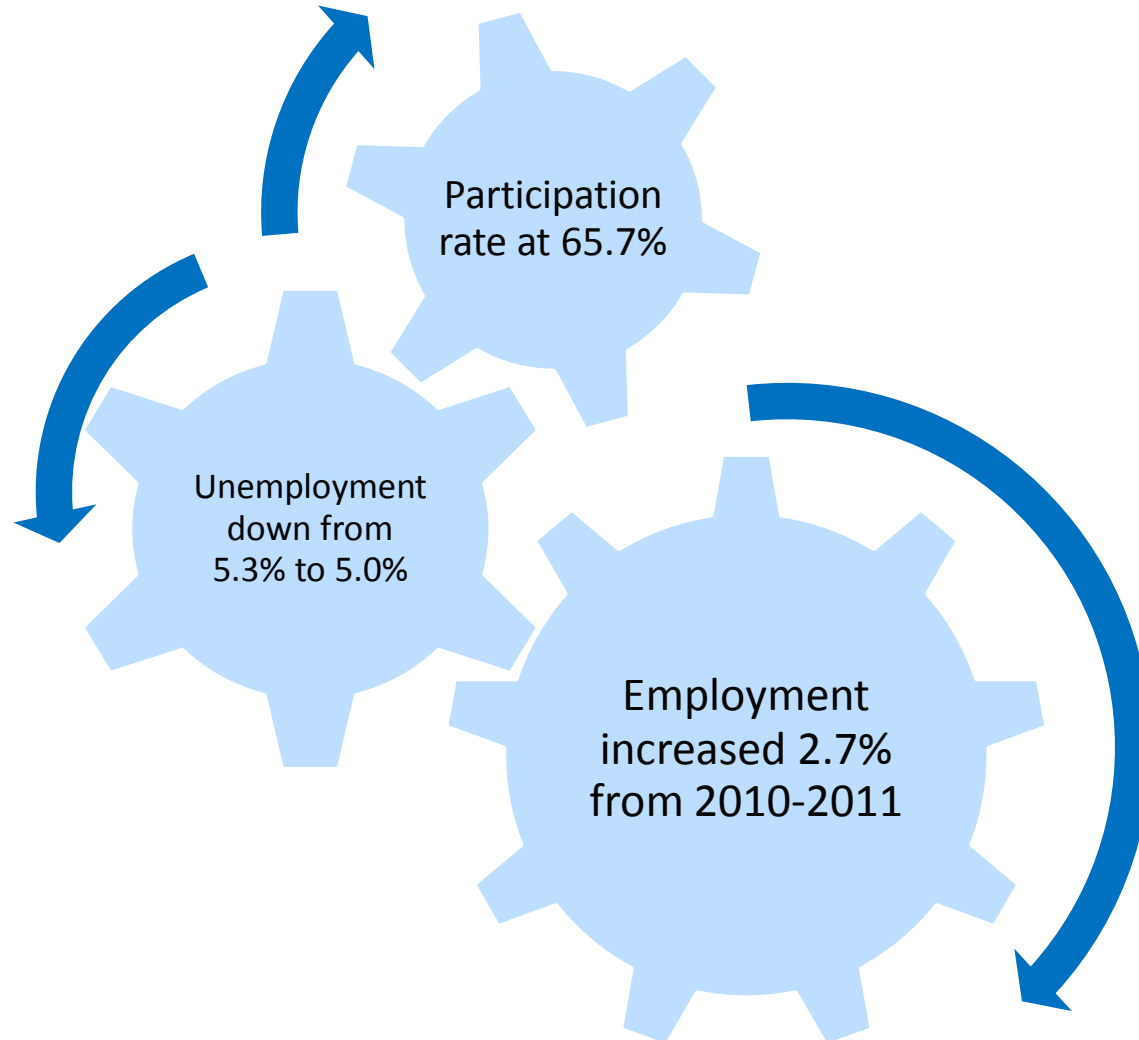 Participation
rate at 65.7%
Unemployment
down from
5.3% to 5.0%
Employment
increased 2.7%
from 2010-2011